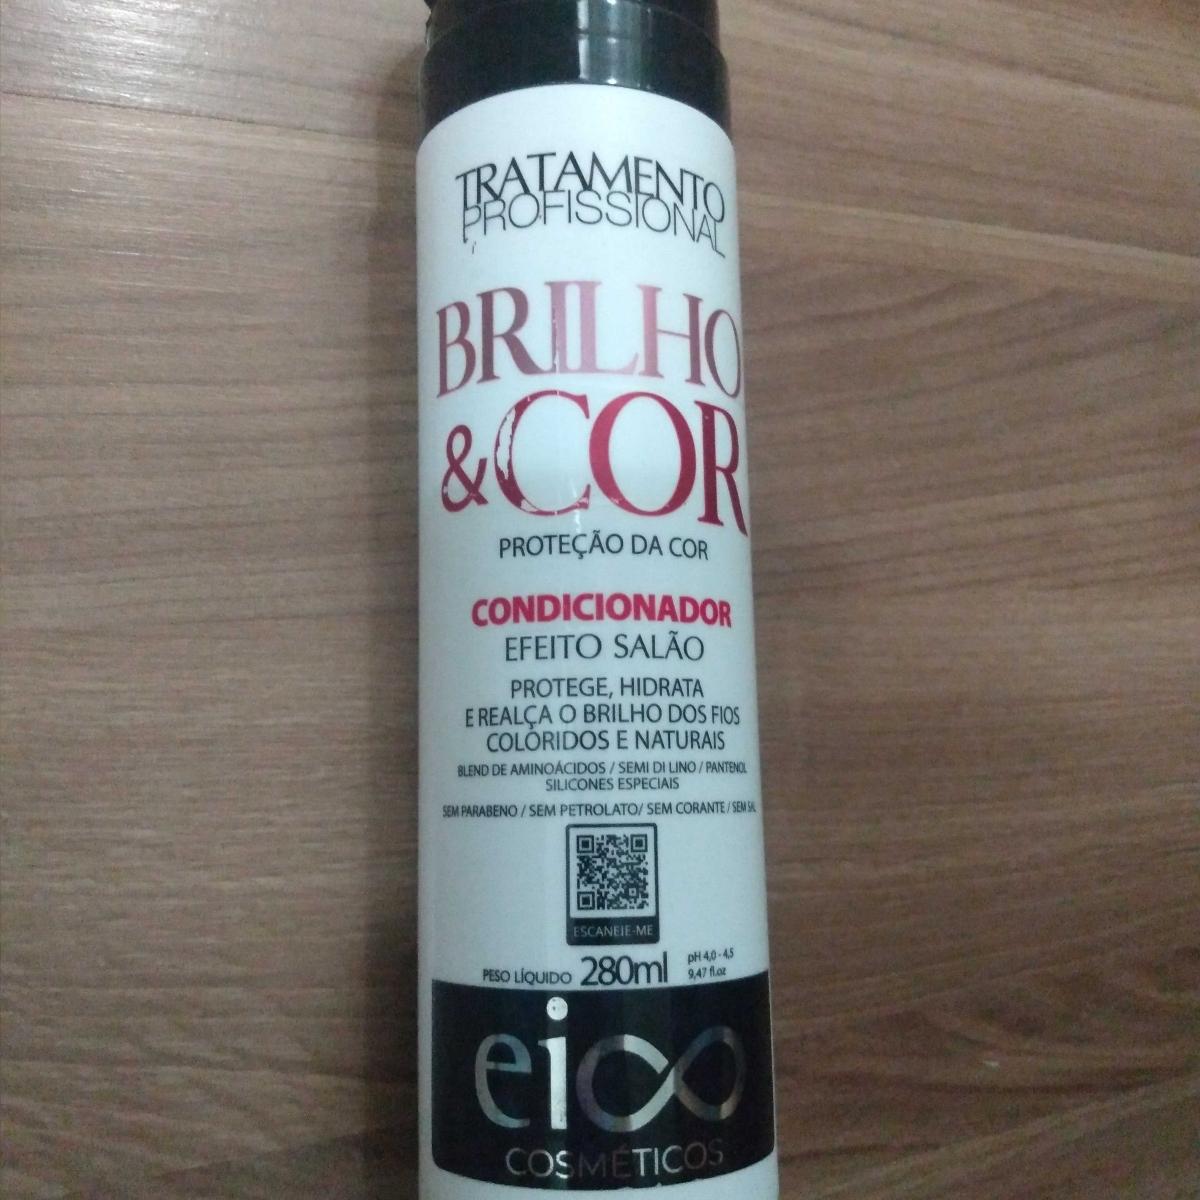 TRATAMENTO
PROFISSIONAL
BRILHO
&COR
PROTEÇÃO DA COR
CONDICIONADOR
EFEITO SALÃO
PROTEGE, HIDRATA
E REALÇA O BRILHO DOS FIOS
COLORIDOS E NATURAIS
BLEND DE AMINOÁCIDOS / SEMI DI LINO / PANTENOL
SILICONES ESPECIAIS
SEM PARABENO / SEM PETROLATO/ SEM CORANTE / SEM SAL
ESCANEIE-ME
PESO LÍQUIDO 280ml pH 4,0 - 4,5
9,47 fl.oz
eico
COSMÉTICOS